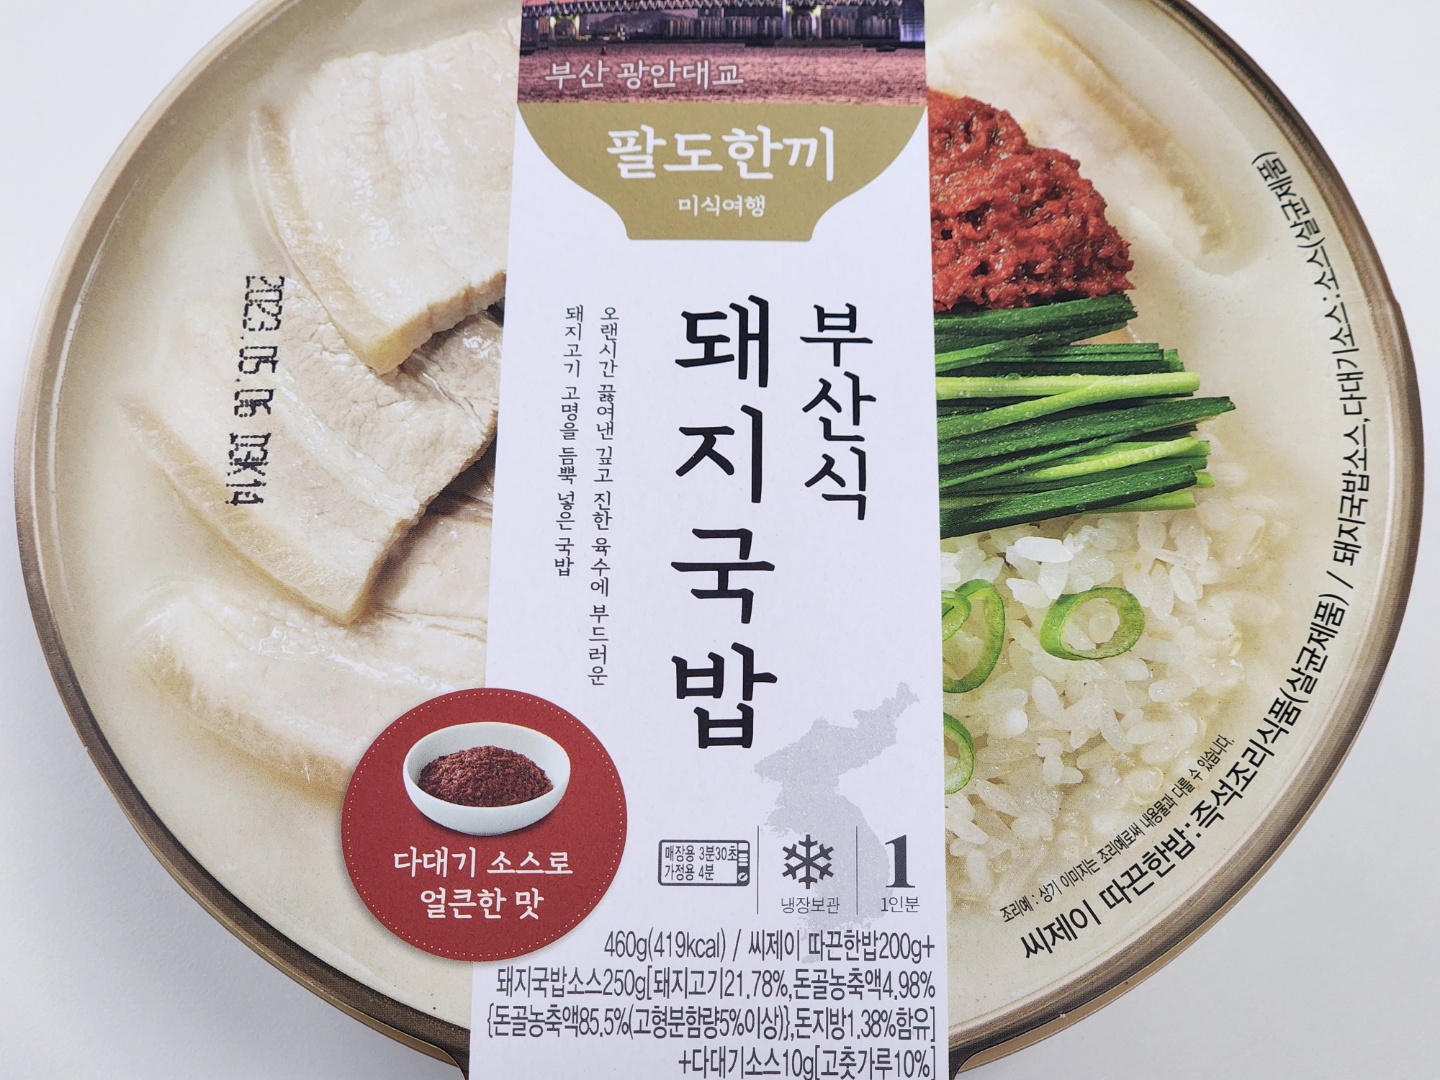 부산 광안대교
팔도한끼
미식여행
부산식
돼지국밥
오랜시간 끓여낸 깊고 진한 육수에 부드러운
돼지고기 고명을 듬뿍 넣은 국밥
다대기 소스로
얼큰한 맛
매장용 3분30초
가정용 4분
냉장보관
1
1인분
460g(419kcal) / 씨제이 따끈한밥200g+
돼지국밥소스250g[돼지고기21.78%,돈골농축액4.98%
{돈골농축액85.5%(고형분함량5%이상)},돈지방1.38%함유]
+다대기소스10g[고춧가루10%]
조리예 : 상기 이미지는 조리예로써 내용물과 다를 수 있습니다.
씨제이 따끈한밥 : 즉석조리식품(살균제품) / 돼지국밥소스,다대기소스 : 소스(살균제품)